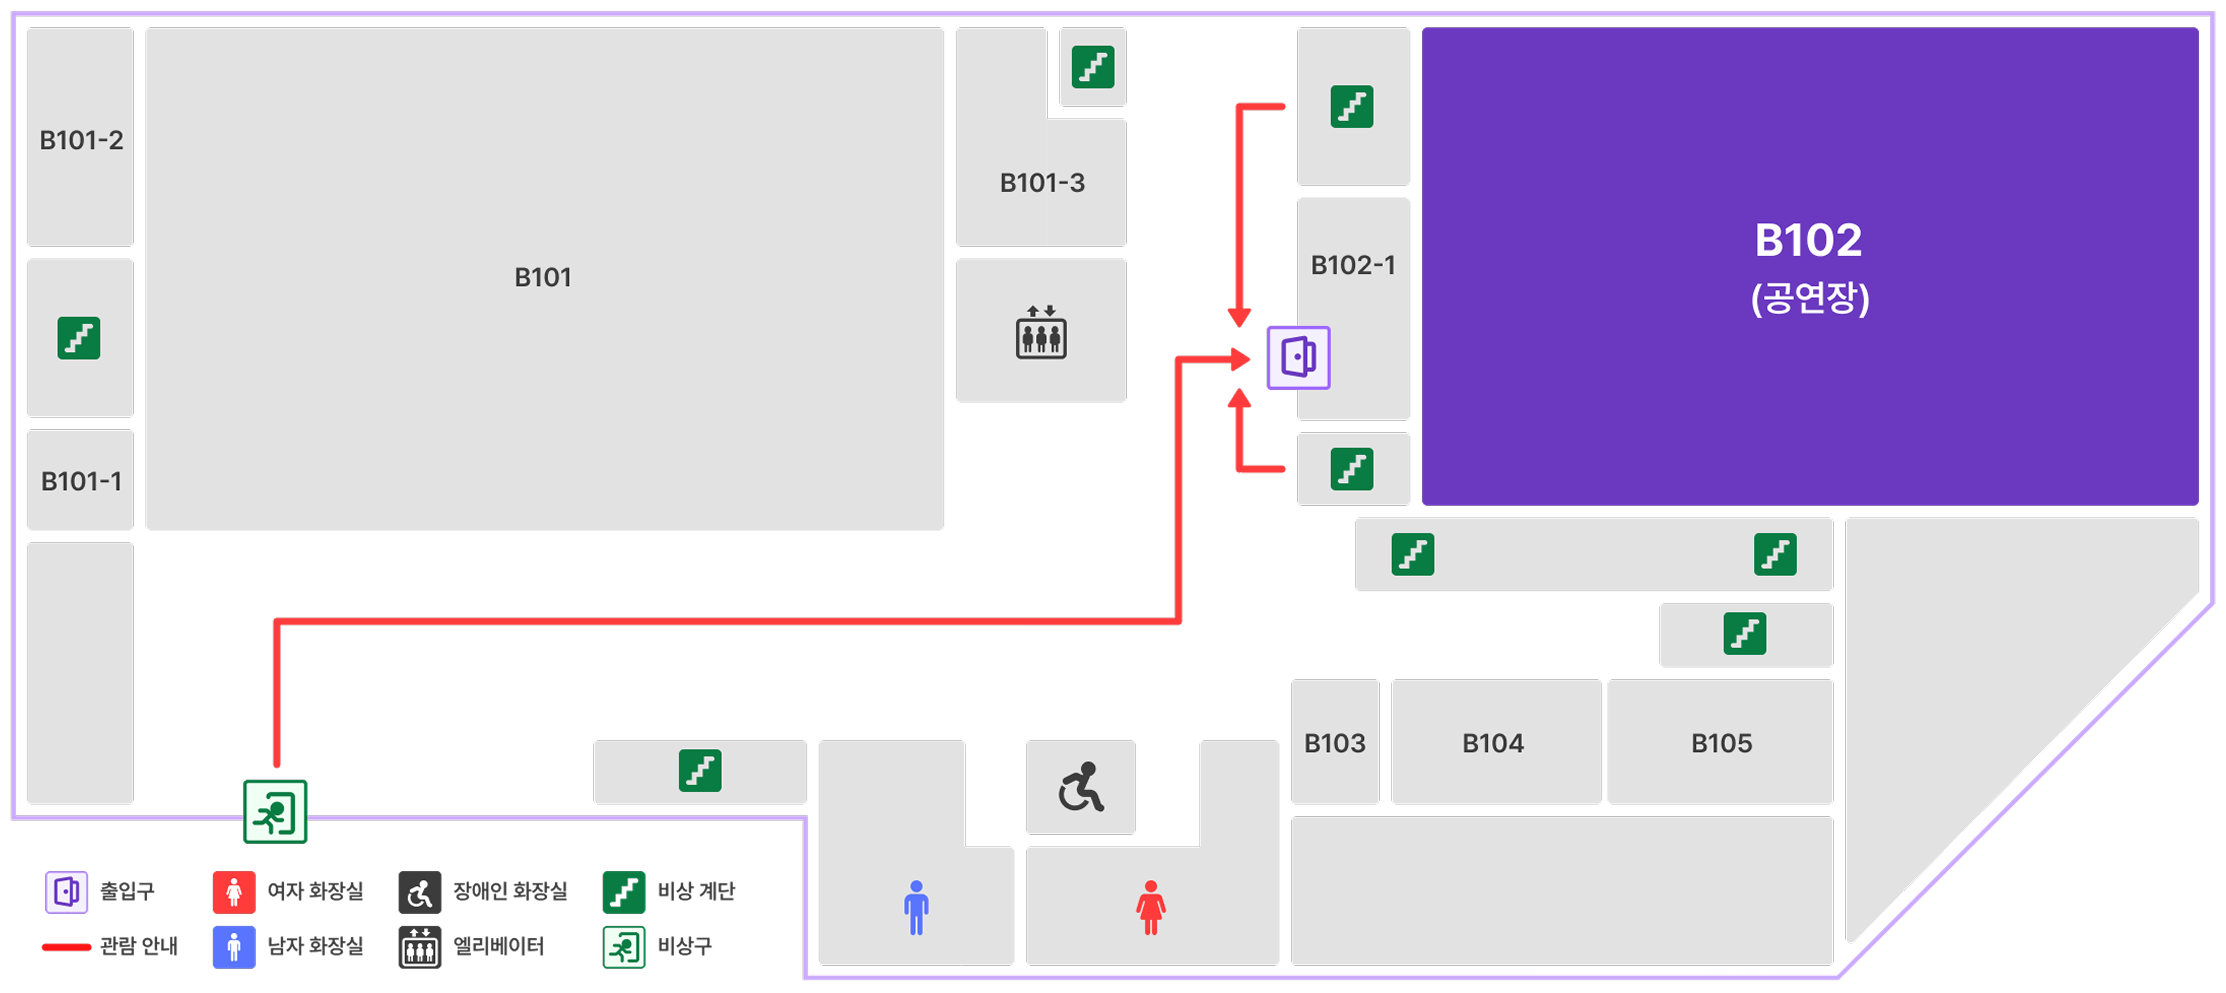 B101-2
B101
B101-3
B102-1
B102
(공연장)
B101-1
B103
B104
B105
출입구
여자 화장실
장애인 화장실
비상 계단
관람 안내
남자 화장실
엘리베이터
비상구